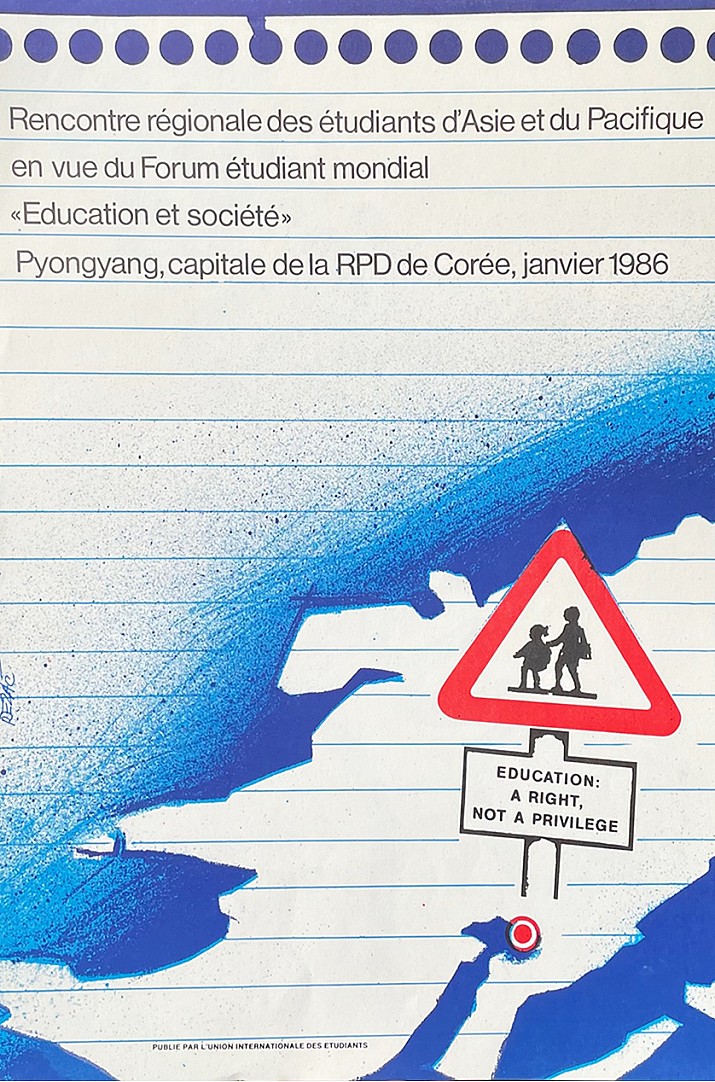 Rencontre régionale des étudiants d'Asie et du Pacifique
en vue du Forum étudiant mondial
«Education et société»
Pyongyang, capitale de la RPD de Corée, janvier 1986
EDUCATION:
A RIGHT,
NOT A PRIVILEGE
PUBLIÉ PAR L'UNION INTERNATIONALE DES ETUDIANTS